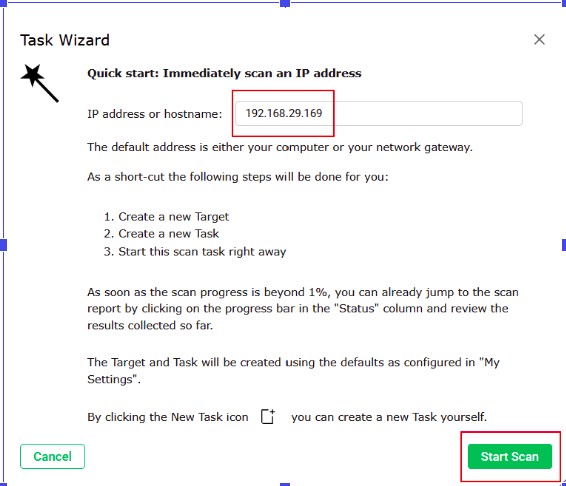 Task Wizard
Quick start: Immediately scan an IP address
IP address or hostname: 192.168.29.169
The default address is either your computer or your network gateway.
As a short-cut the following steps will be done for you:
1. Create a new Target
2. Create a new Task
3. Start this scan task right away
As soon as the scan progress is beyond 1%, you can already jump to the scan
report by clicking on the progress bar in the "Status" column and review the
results collected so far.
The Target and Task will be created using the defaults as configured in "My
Settings".
By clicking the New Task icon you can create a new Task yourself.
Cancel
Start Scan